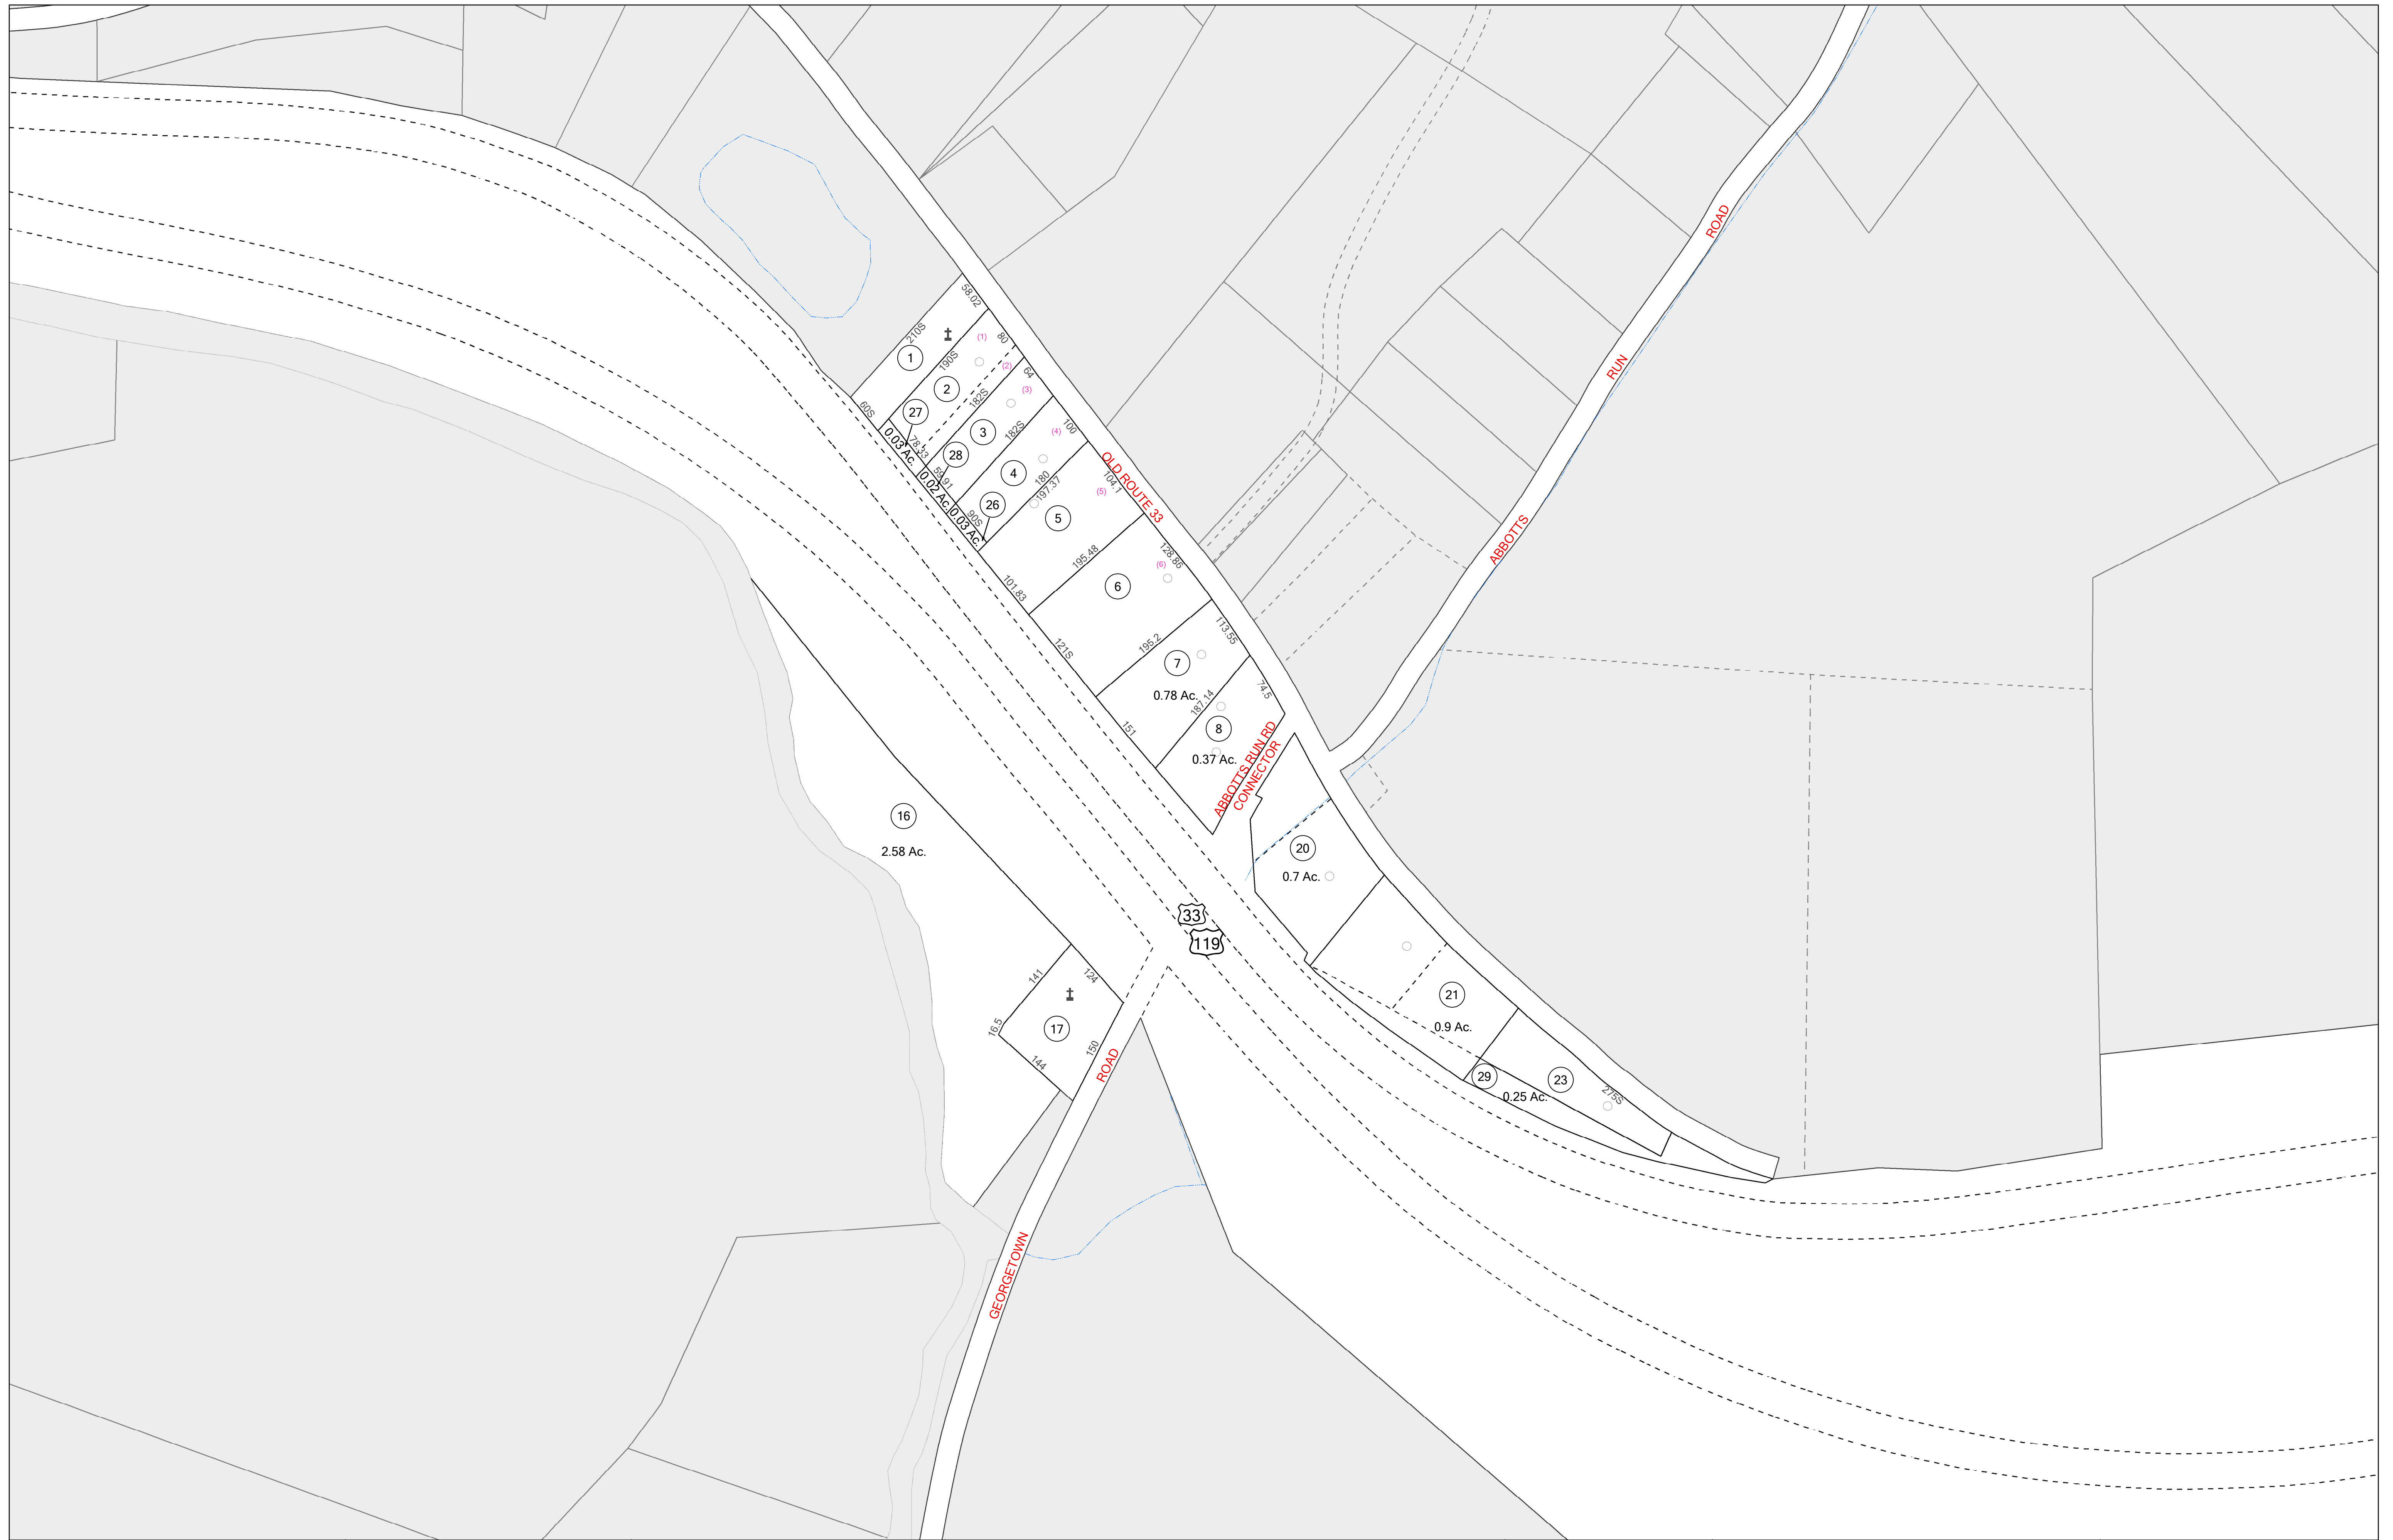 ROAD
58.02
210S
(1)
80
1
190S
(2)
64
2
(3)
182S
60S
27
100
182S
(4)
3
0.03 Ac.
78.33
28
OLD ROUTE 33
4
59.91
180
104.1
197.37
(5)
0.02 Ac.
26
90S
5
0.03 Ac.
RUN
ABBOTTS
195.48
128.86
(6)
101.83
6
113.55
195.2
121S
7
0.78 Ac.
74.5
187.14
151
8
0.37 Ac.
ABBOTTS RUN RD
CONNECTOR
16
2.58 Ac.
20
0.7 Ac.
33
119
141
124
21
0.9 Ac.
16.5
17
150
144
ROAD
29
23
0.25 Ac.
275S
GEORGETOWN